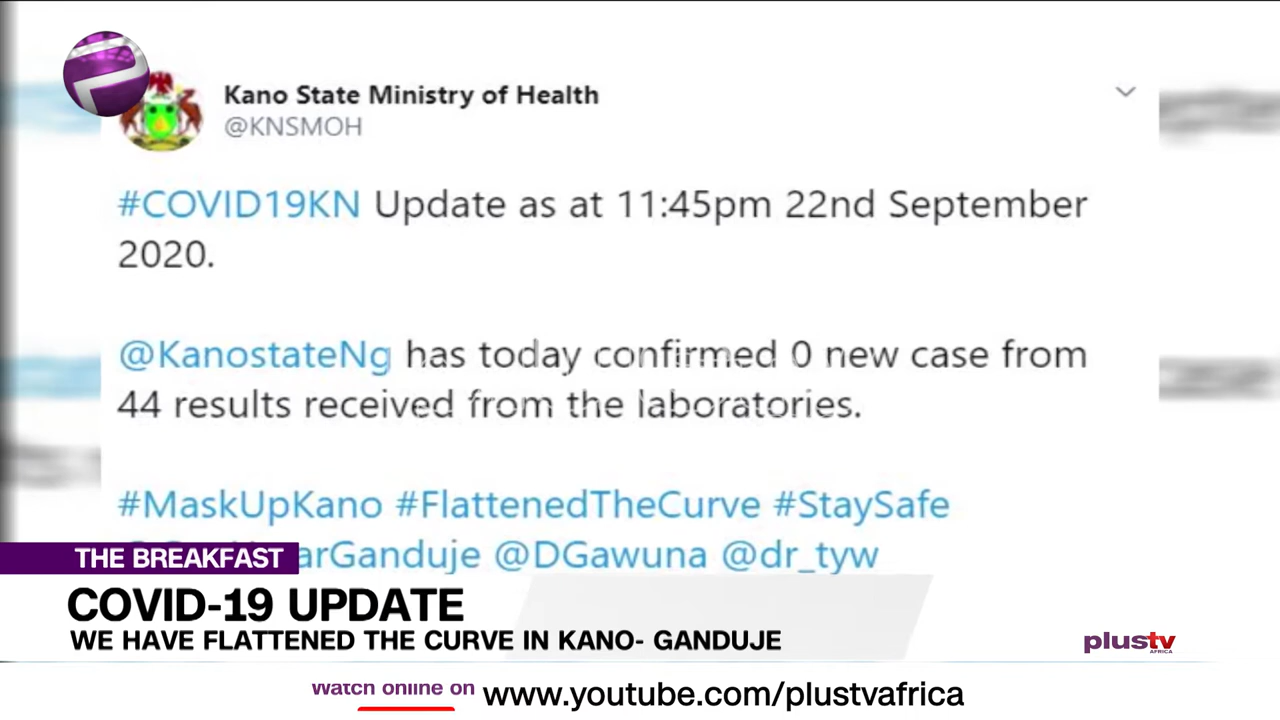 Kano State Ministry of Health
@KNSMOH
#COVID19KN Update as at 11:45pm 22nd September
2020.
@KanostateNg has today confirmed 0 new case from
44 results received from the laboratories.
#MaskUpKano #FlattenedTheCurve #StaySafe
@DGawuna @dr_tyw
THE BREAKFAST
COVID-19 UPDATE
WE HAVE FLATTENED THE CURVE IN KANO- GANDUJE
plustv
AFRICA
watch online on www.youtube.com/plustvafrica